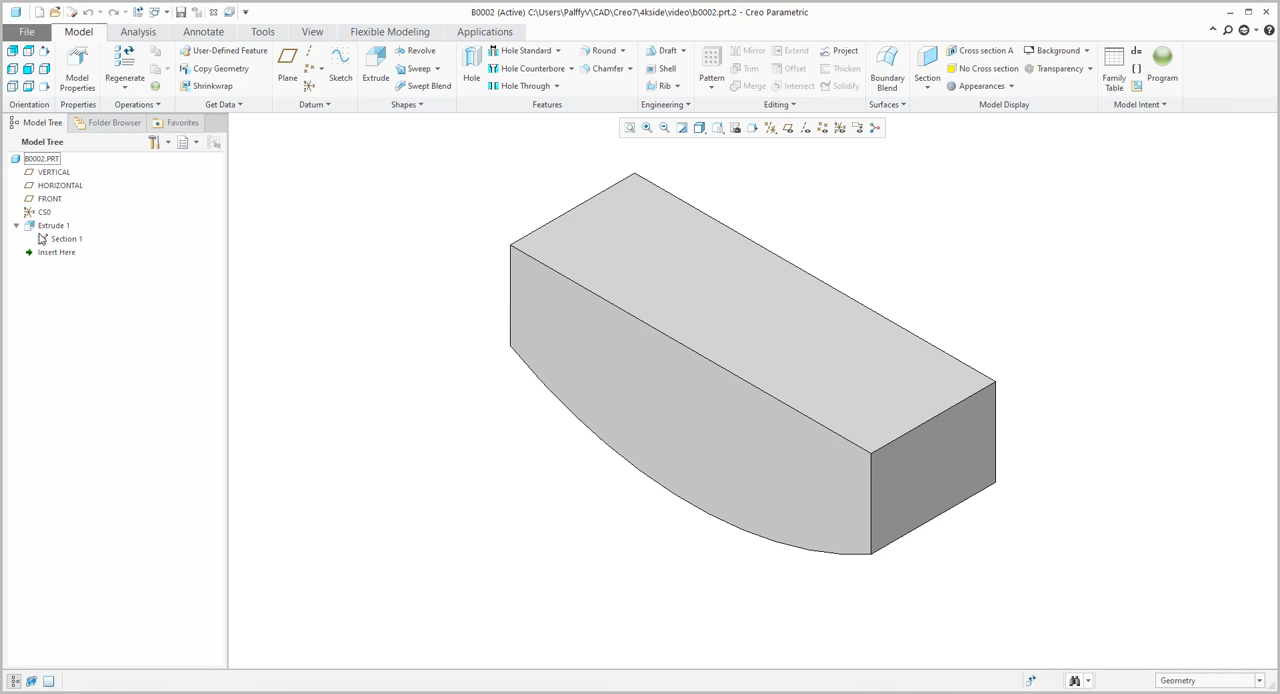 B0002 (Active) C:\Users\PalffyV\CAD\Creo7\4kside\video\b0002.prt.2 - Creo Parametric
File Model Analysis Annotate Tools View Flexible Modeling Applications
User-Defined Feature Revolve Hole Standard Round Draft Mirror Extend Project Cross section A Background d=
Copy Geometry Sweep Hole Counterbore Chamfer Shell Trim Offset Thicken No Cross section Transparency
Model Properties Regenerate Plane Sketch Extrude Hole Pattern Boundary Blend Section Family Table Program
Shrinkwrap Swept Blend Hole Through Rib Merge Intersect Solidify Appearances
Orientation Properties Operations Get Data Datum Shapes Features Engineering Editing Surfaces Model Display Model Intent
Model Tree Folder Browser Favorites
Model Tree
B0002.PRT
VERTICAL
HORIZONTAL
FRONT
CS0
Extrude 1
Section 1
Insert Here
Geometry